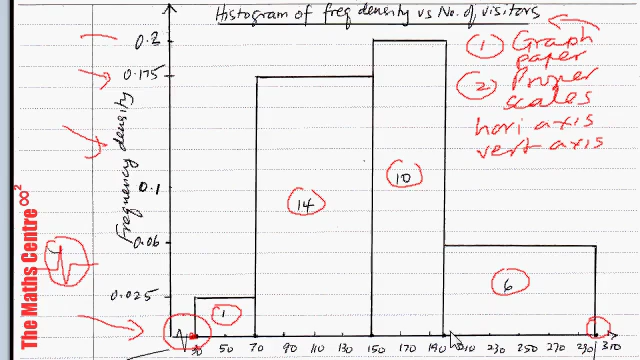 Histogram of freq density vs No. of visitors
0.2
0.175
0.1
0.06
0.025
Frequency density
1
14
10
6
30 50 70 90 110 130 150 170 190 210 230 250 290 310
① Graph
paper
② Proper
scales
hori axis
vert axis
The Maths Centre ∞²